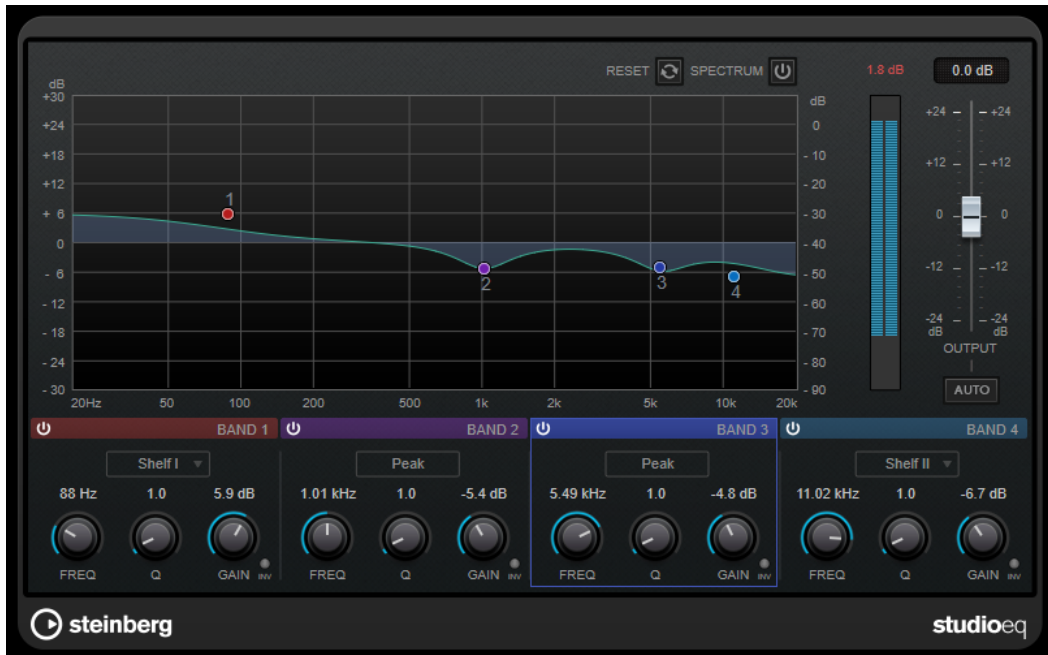 RESET SPECTRUM 1.8 dB 0.0 dB
dB
+30 dB
+24 0
+18 - 10
+12 - 20
+ 6 - 30
0 - 40
- 6 - 50
- 12 - 60
- 18 - 70
- 24 - 80
- 30 - 90
1
2
3
4
20Hz 50 100 200 500 1k 2k 5k 10k 20k
+24 +24
+12 +12
0 0
-12 -12
-24 -24
dB dB
OUTPUT
AUTO
BAND 1 BAND 2 BAND 3 BAND 4
Shelf I Peak Peak Shelf II
88 Hz 1.0 5.9 dB 1.01 kHz 1.0 -5.4 dB 5.49 kHz 1.0 -4.8 dB 11.02 kHz 1.0 -6.7 dB
FREQ Q GAIN INV FREQ Q GAIN INV FREQ Q GAIN INV FREQ Q GAIN INV
steinberg studioeq